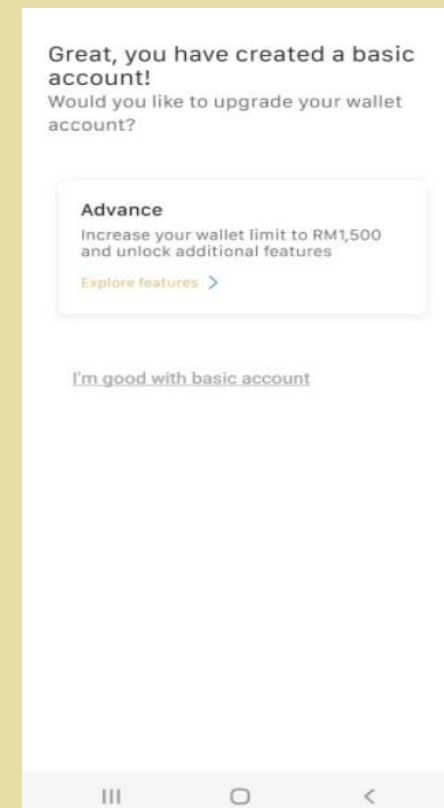 Great, you have created a basic
account!
Would you like to upgrade your wallet
account?
Advance
Increase your wallet limit to RM1,500
and unlock additional features
Explore features >
I'm good with basic account